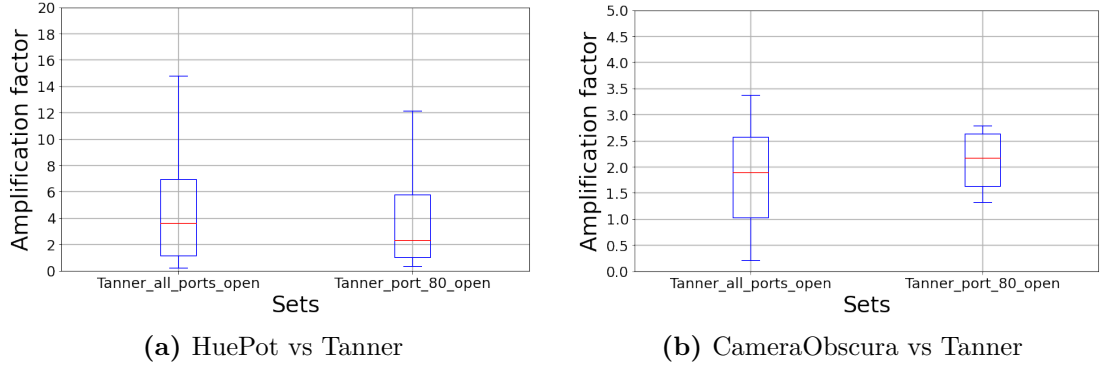 Amplification factor
20
18
16
14
12
10
8
6
4
2
0
Tanner_all_ports_open
Tanner_port_80_open
Sets
(a) HuePot vs Tanner
Amplification factor
5.0
4.5
4.0
3.5
3.0
2.5
2.0
1.5
1.0
0.5
0.0
Tanner_all_ports_open
Tanner_port_80_open
Sets
(b) CameraObscura vs Tanner